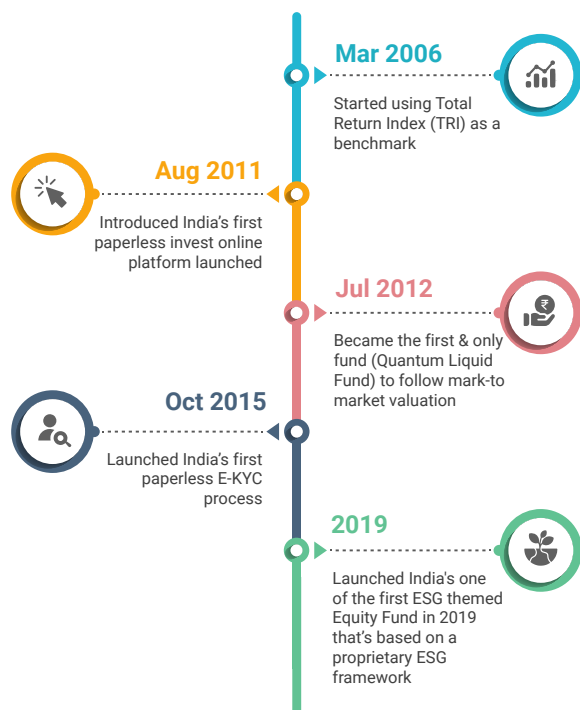 Mar 2006
Started using Total
Return Index (TRI) as a
benchmark
Aug 2011
Introduced India’s first
paperless invest online
platform launched
Jul 2012
Became the first & only
fund (Quantum Liquid
Fund) to follow mark-to
market valuation
Oct 2015
Launched India’s first
paperless E-KYC
process
2019
Launched India's one
of the first ESG themed
Equity Fund in 2019
that’s based on a
proprietary ESG
framework